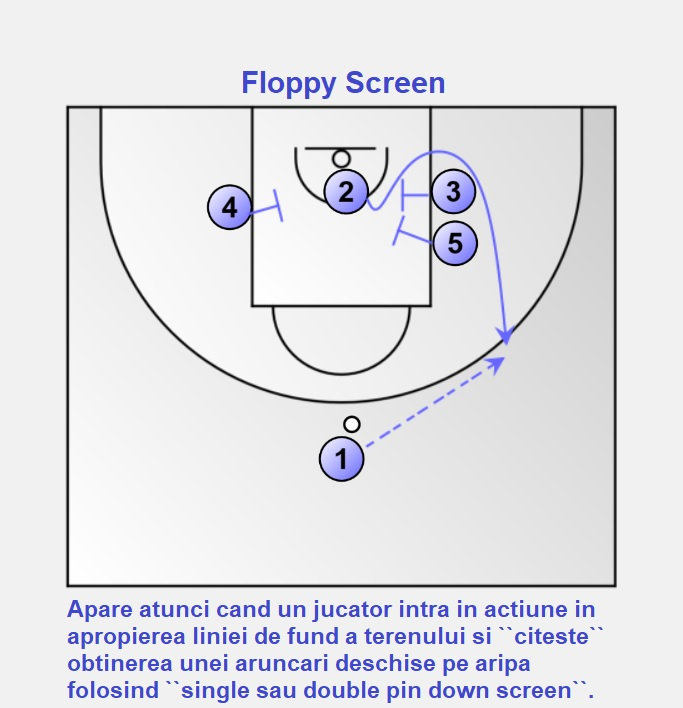 Floppy Screen
2
3
4
5
1
Apare atunci cand un jucator intra in actiune in
apropierea liniei de fund a terenului si ``citeste``
obtinerea unei aruncari deschise pe aripa
folosind ``single sau double pin down screen``.